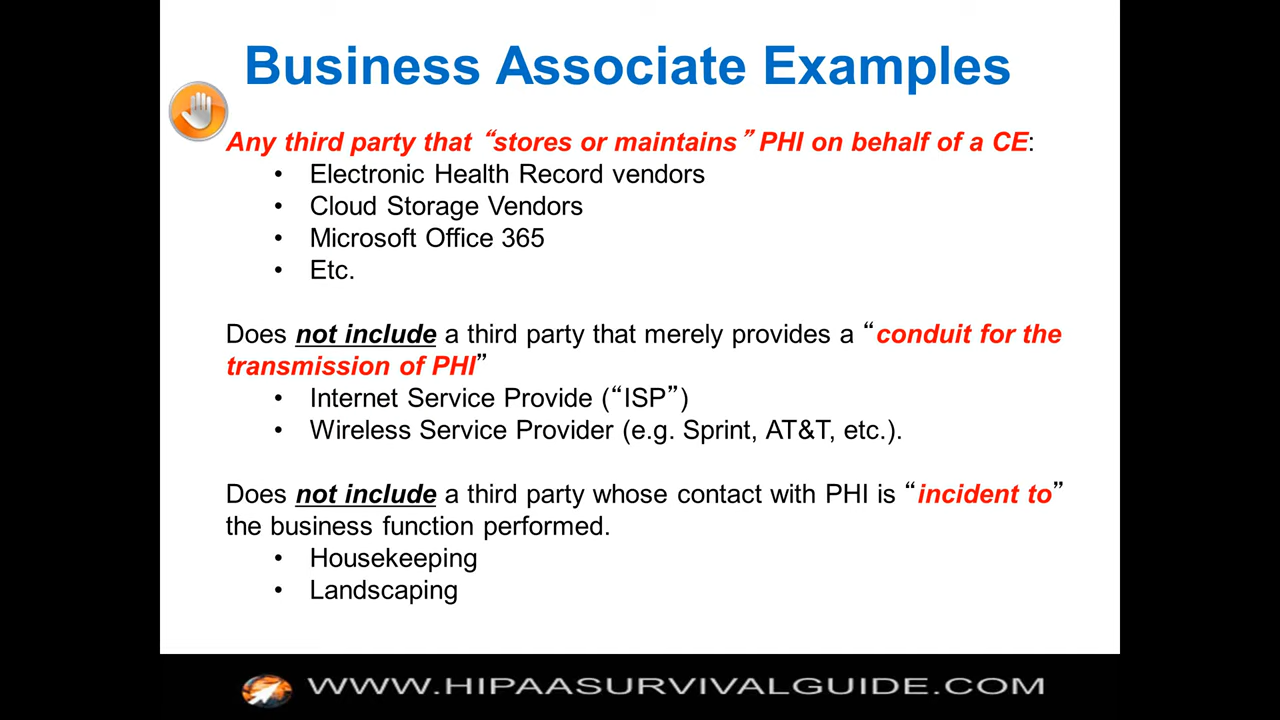 Business Associate Examples
Any third party that “stores or maintains” PHI on behalf of a CE:
• Electronic Health Record vendors
• Cloud Storage Vendors
• Microsoft Office 365
• Etc.
Does not include a third party that merely provides a “conduit for the
transmission of PHI”
• Internet Service Provide (“ISP”)
• Wireless Service Provider (e.g. Sprint, AT&T, etc.).
Does not include a third party whose contact with PHI is “incident to”
the business function performed.
• Housekeeping
• Landscaping
WWW.HIPAASURVIVALGUIDE.COM